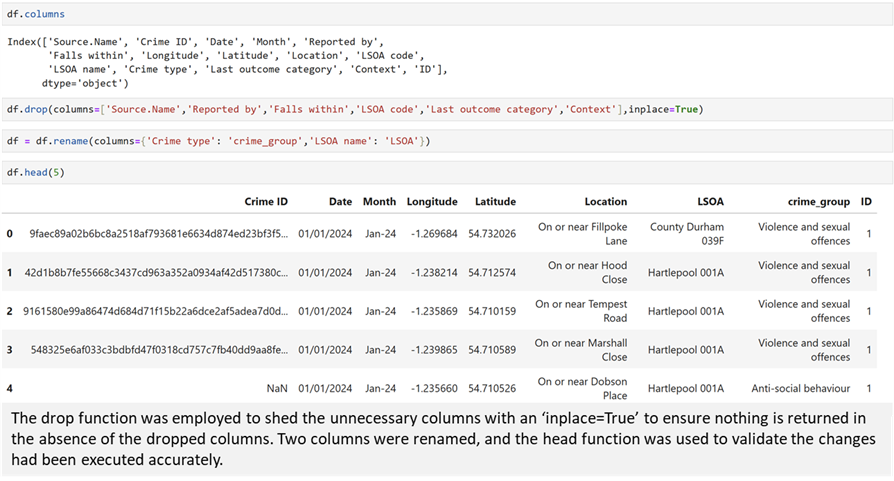 df.columns
Index(['Source.Name', 'Crime ID', 'Date', 'Month', 'Reported by',
'Falls within', 'Longitude', 'Latitude', 'Location', 'LSOA code',
'LSOA name', 'Crime type', 'Last outcome category', 'Context', 'ID'],
dtype='object')
df.drop(columns=['Source.Name','Reported by','Falls within','LSOA code','Last outcome category','Context'],inplace=True)
df = df.rename(columns={'Crime type': 'crime_group','LSOA name': 'LSOA'})
df.head(5)
Crime ID Date Month Longitude Latitude Location LSOA crime_group ID
0 9faec89a02b6bc8a2518af793681e6634d874ed23bf3f5... 01/01/2024 Jan-24 -1.269684 54.732026 On or near Fillpoke Lane County Durham 039F Violence and sexual offences 1
1 42d1b8b7fe55668c3437cd963a352a0934af42d517380c... 01/01/2024 Jan-24 -1.238214 54.712574 On or near Hood Close Hartlepool 001A Violence and sexual offences 1
2 9161580e99a86474d684d71f15b22a6dce2af5adea7d0d... 01/01/2024 Jan-24 -1.235869 54.710159 On or near Tempest Road Hartlepool 001A Violence and sexual offences 1
3 548325e6af033c3bdbfd47f0318cd757c7fb40dd9aa8fe... 01/01/2024 Jan-24 -1.239865 54.710589 On or near Marshall Close Hartlepool 001A Violence and sexual offences 1
4 NaN 01/01/2024 Jan-24 -1.235660 54.710526 On or near Dobson Place Hartlepool 001A Anti-social behaviour 1
The drop function was employed to shed the unnecessary columns with an ‘inplace=True’ to ensure nothing is returned in
the absence of the dropped columns. Two columns were renamed, and the head function was used to validate the changes
had been executed accurately.